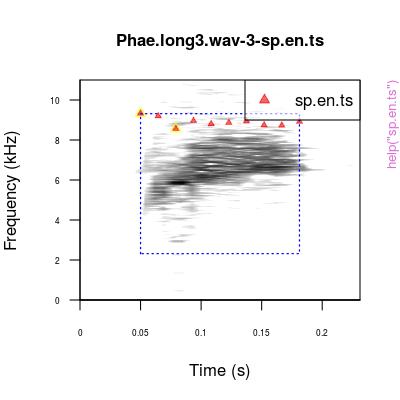 Phae.long3.wav-3-sp.en.ts
sp.en.ts
help("sp.en.ts")
Frequency (kHz)
10
8
6
4
2
0
0 0.05 0.1 0.15 0.2
Time (s)